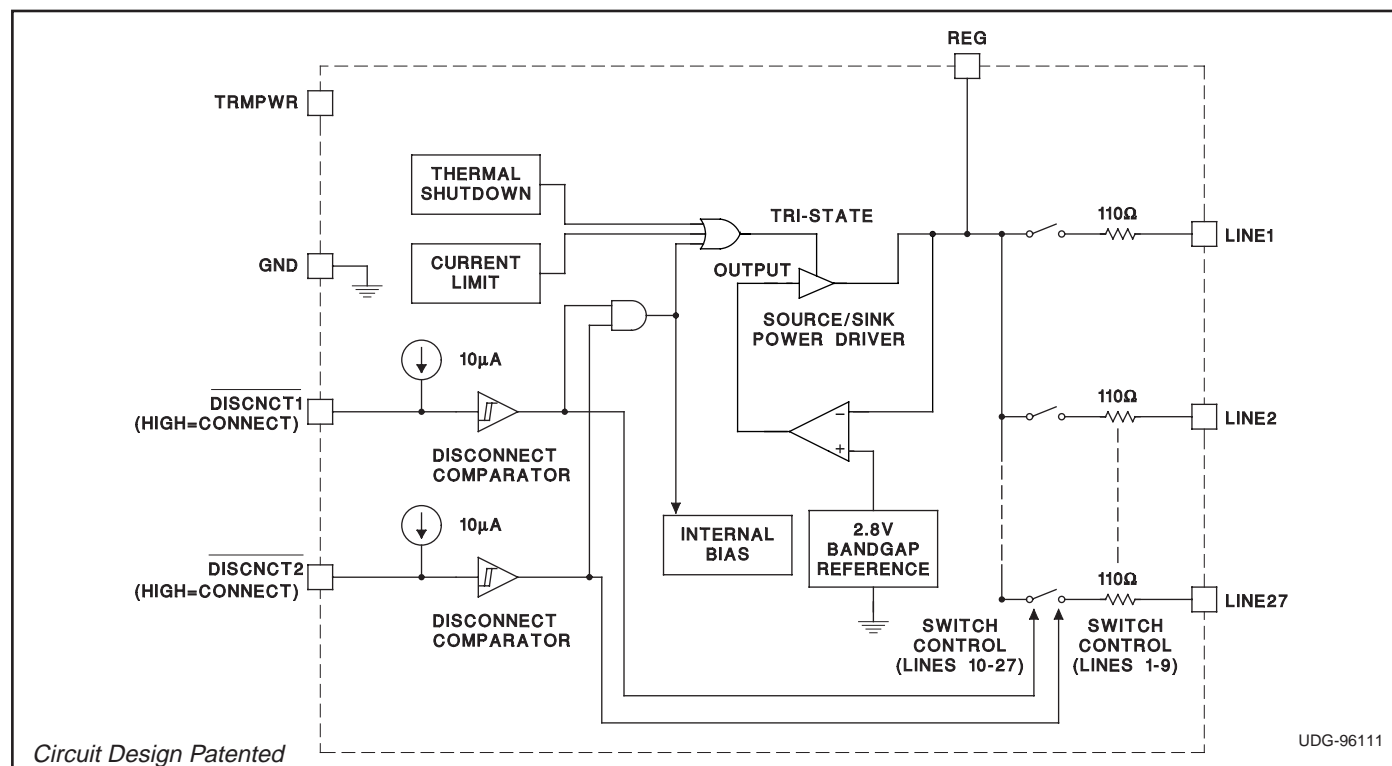 REG
TRMPWR
THERMAL
SHUTDOWN
TRI-STATE
110Ω
LINE1
GND
CURRENT
LIMIT
OUTPUT
SOURCE/SINK
POWER DRIVER
10µA
DISCNCT1
(HIGH=CONNECT)
110Ω
LINE2
−
+
DISCONNECT
COMPARATOR
10µA
INTERNAL
BIAS
2.8V
BANDGAP
REFERENCE
DISCNCT2
(HIGH=CONNECT)
110Ω
LINE27
DISCONNECT
COMPARATOR
SWITCH
CONTROL
(LINES 10-27)
SWITCH
CONTROL
(LINES 1-9)
Circuit Design Patented
UDG-96111